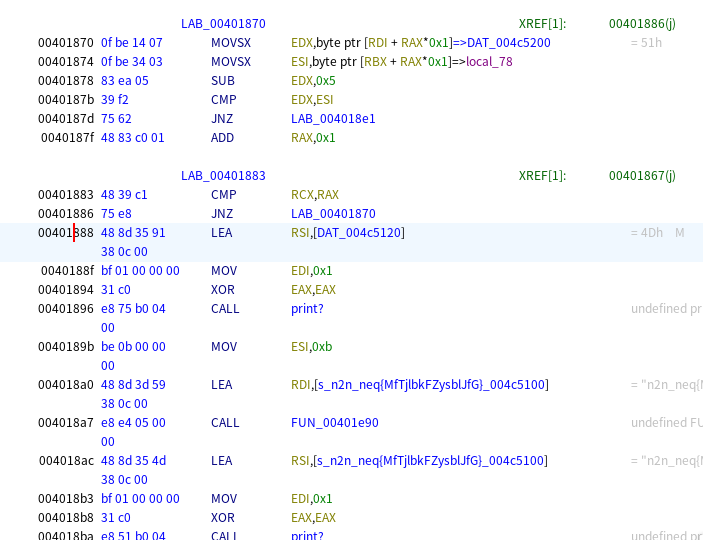 LAB_00401870 XREF[1]: 00401886(j)
00401870 0f be 14 07 MOVSX EDX,byte ptr [RDI + RAX*0x1]=>DAT_004c5200 = 51h
00401874 0f be 34 03 MOVSX ESI,byte ptr [RBX + RAX*0x1]=>local_78
00401878 83 ea 05 SUB EDX,0x5
0040187b 39 f2 CMP EDX,ESI
0040187d 75 62 JNZ LAB_004018e1
0040187f 48 83 c0 01 ADD RAX,0x1
LAB_00401883 XREF[1]: 00401867(j)
00401883 48 39 c1 CMP RCX,RAX
00401886 75 e8 JNZ LAB_00401870
00401888 48 8d 35 91 LEA RSI,[DAT_004c5120] = 4Dh M
38 0c 00
0040188f bf 01 00 00 00 MOV EDI,0x1
00401894 31 c0 XOR EAX,EAX
00401896 e8 75 b0 04 CALL print? undefined pr
00
0040189b be 0b 00 00 MOV ESI,0xb
00
004018a0 48 8d 3d 59 LEA RDI,[s_n2n_neq{MfTjlbkFZysblJfG}_004c5100] = "n2n_neq{M
38 0c 00
004018a7 e8 e4 05 00 CALL FUN_00401e90 undefined FU
00
004018ac 48 8d 35 4d LEA RSI,[s_n2n_neq{MfTjlbkFZysblJfG}_004c5100] = "n2n_neq{M
38 0c 00
004018b3 bf 01 00 00 00 MOV EDI,0x1
004018b8 31 c0 XOR EAX,EAX
004018ba e8 51 b0 04 CALL print? undefined pr